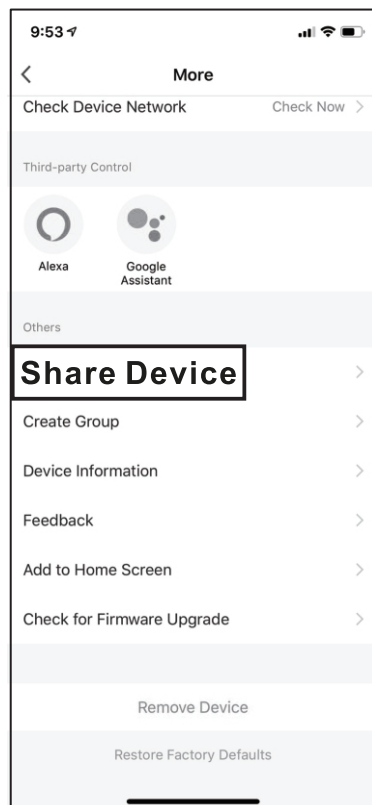 9:53
More
Check Device Network Check Now
Third-party Control
Alexa Google
Assistant
Others
Share Device
Create Group
Device Information
Feedback
Add to Home Screen
Check for Firmware Upgrade
Remove Device
Restore Factory Defaults